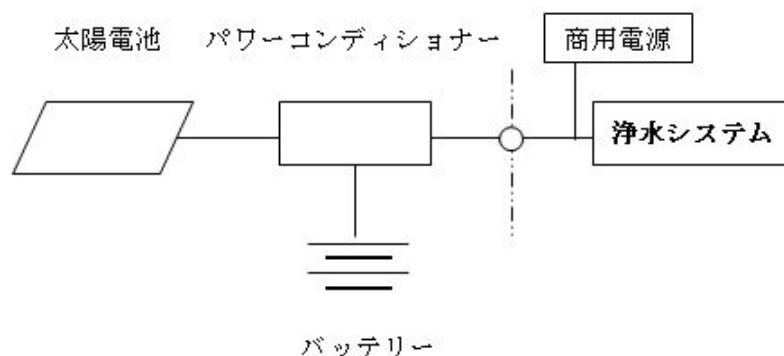 太陽電池
パワーコンディショナー
商用電源
浄水システム
バッテリー